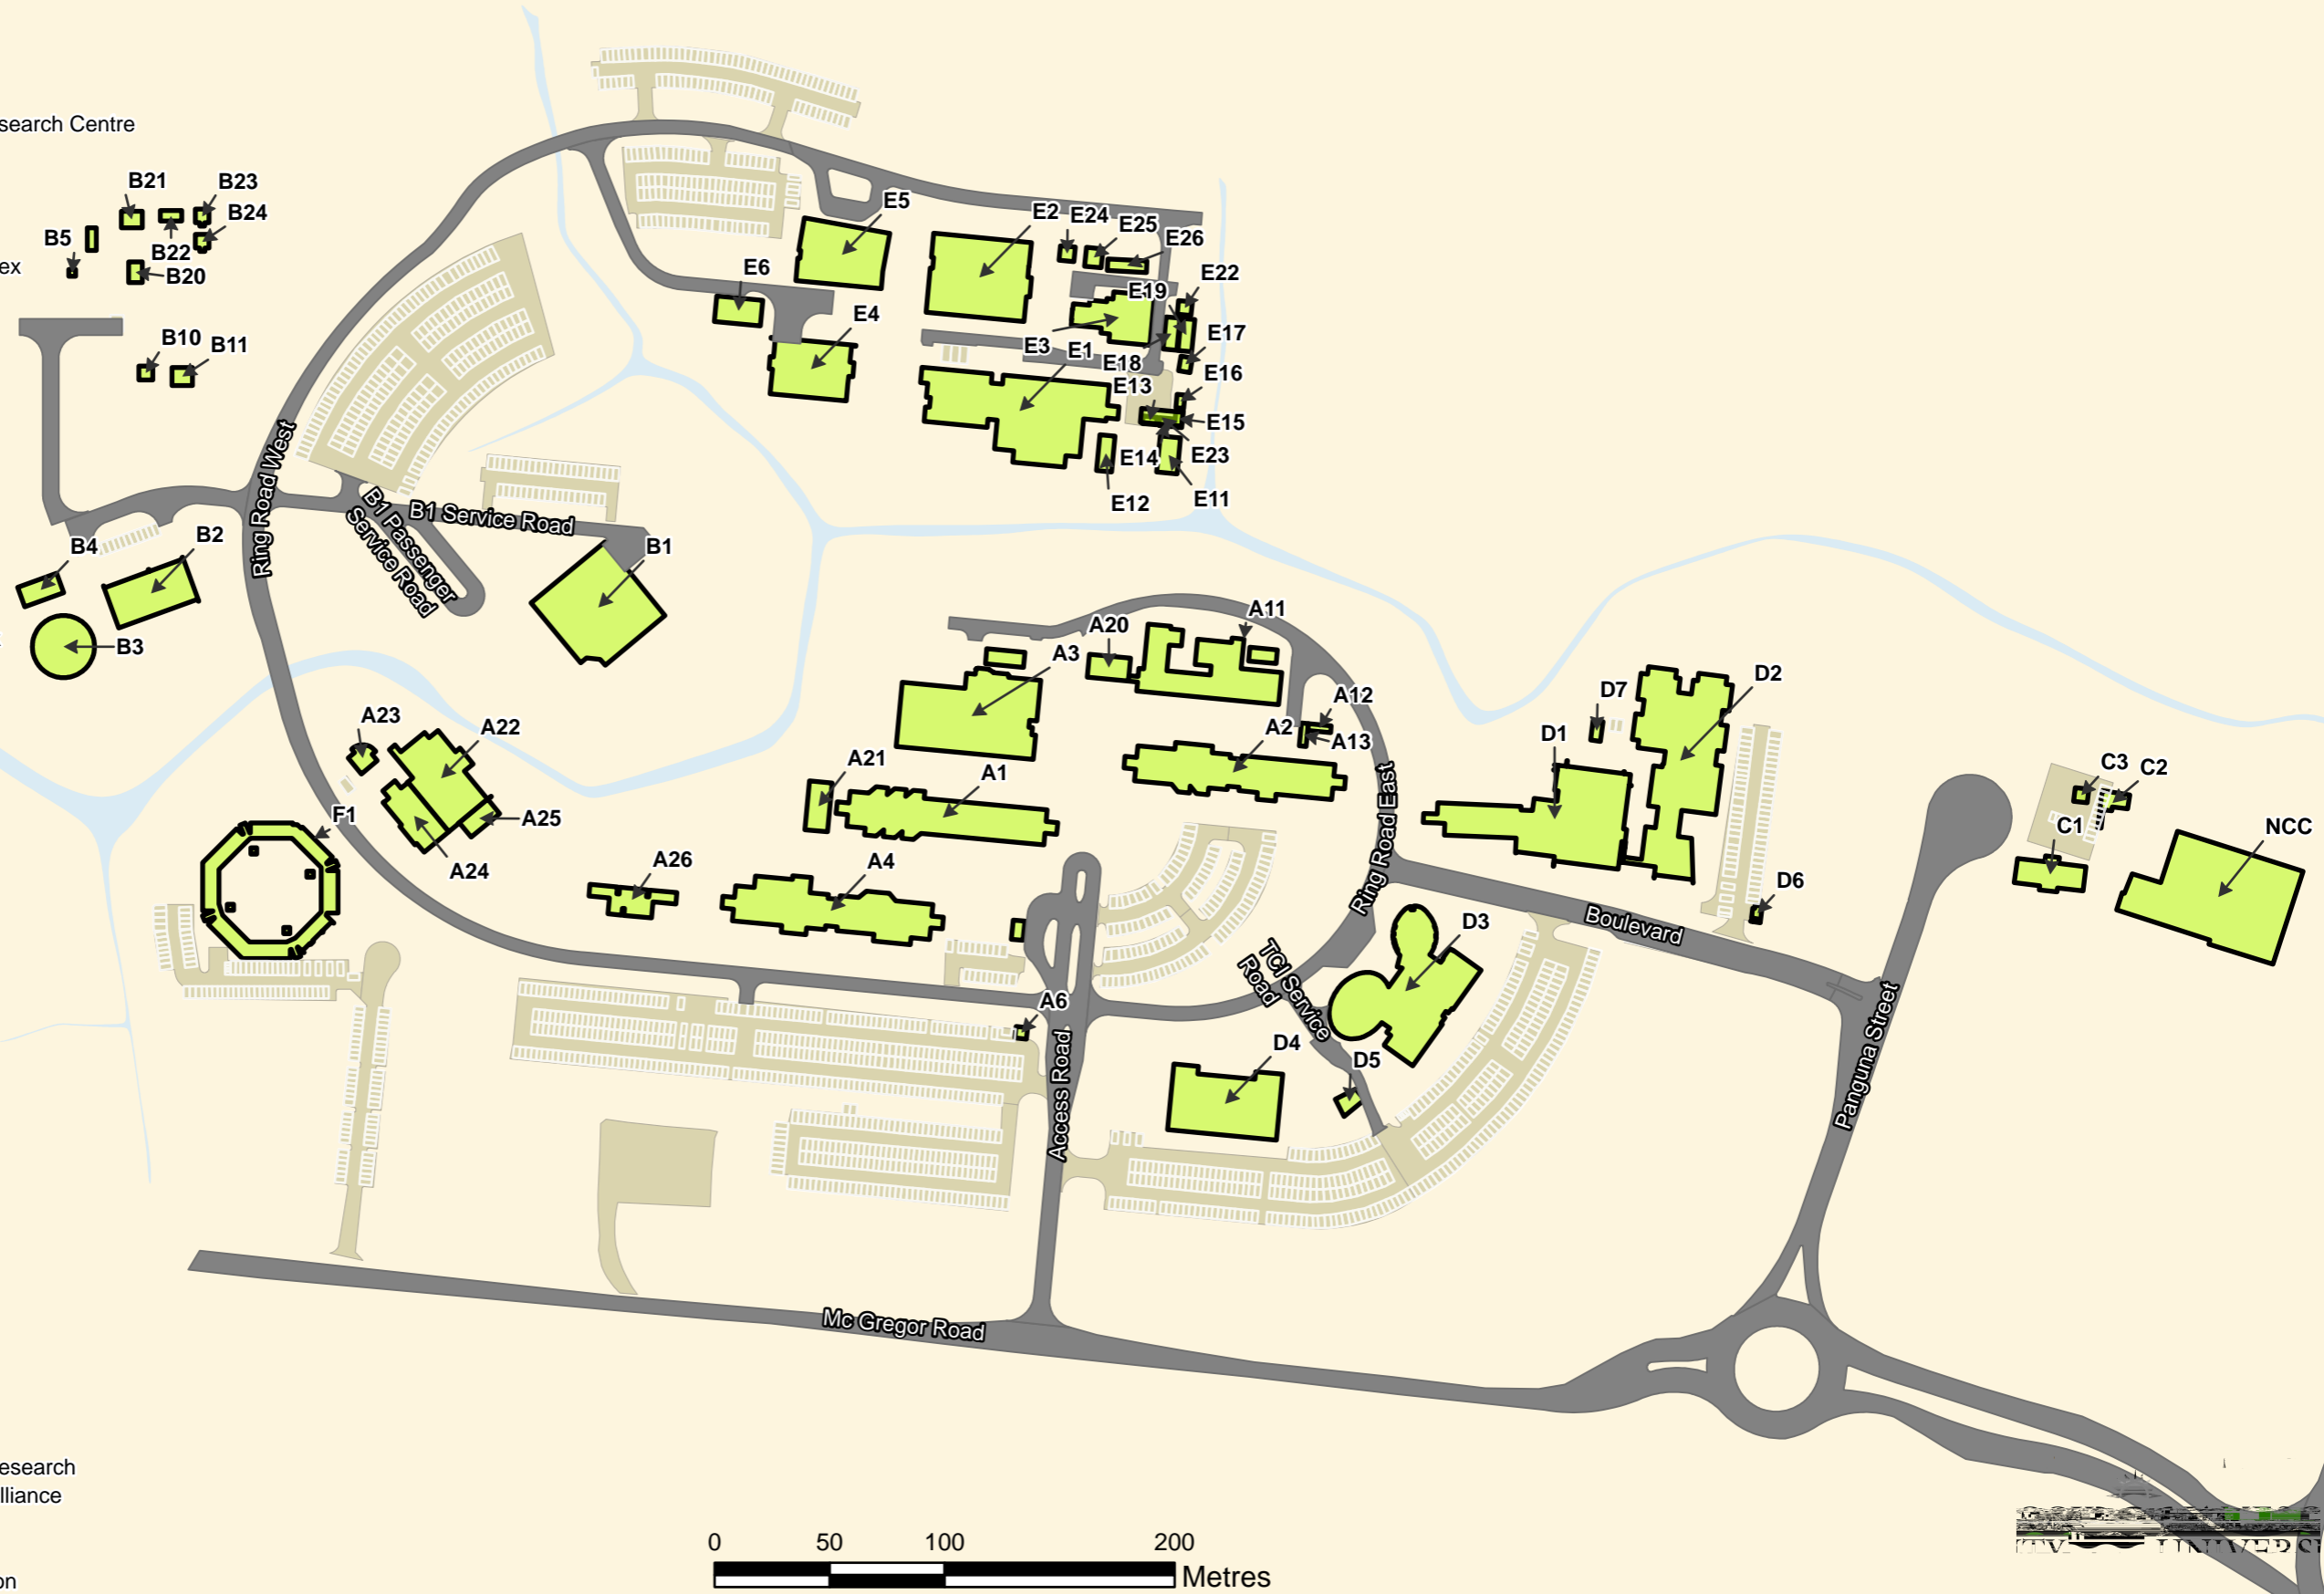 search Centre
B21
B23
B24
B5
B22
B20
ex
B10
B11
E5
E2
E24
E25
E26
E6
E22
E19
E4
E17
E3
E1
E18
E16
E13
E15
E14
E23
E12
E11
Ring Road West
B1 Passenger
Service Road
B1 Service Road
B4
B2
B1
B3
A11
A20
A3
D2
D7
A12
A23
A22
A2
A13
D1
A21
A1
C3
C2
Ring Road East
F1
A25
C1
NCC
A26
A4
A24
D6
D3
Boulevard
TCI Service
Road
A6
D4
D5
Access Road
Panguna Street
Mc Gregor Road
esearch
lliance
on
0 50 100 200
Metres